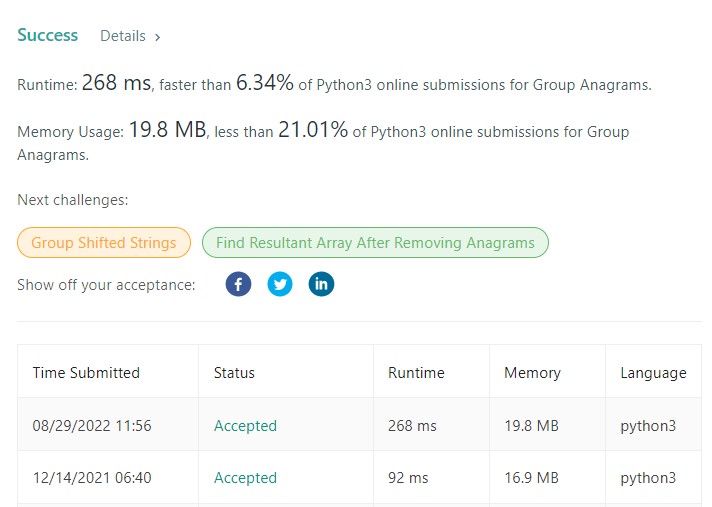 Success Details >
Runtime: 268 ms, faster than 6.34% of Python3 online submissions for Group Anagrams.
Memory Usage: 19.8 MB, less than 21.01% of Python3 online submissions for Group
Anagrams.
Next challenges:
Group Shifted Strings Find Resultant Array After Removing Anagrams
Show off your acceptance: f in
Time Submitted Status Runtime Memory Language
08/29/2022 11:56 Accepted 268 ms 19.8 MB python3
12/14/2021 06:40 Accepted 92 ms 16.9 MB python3